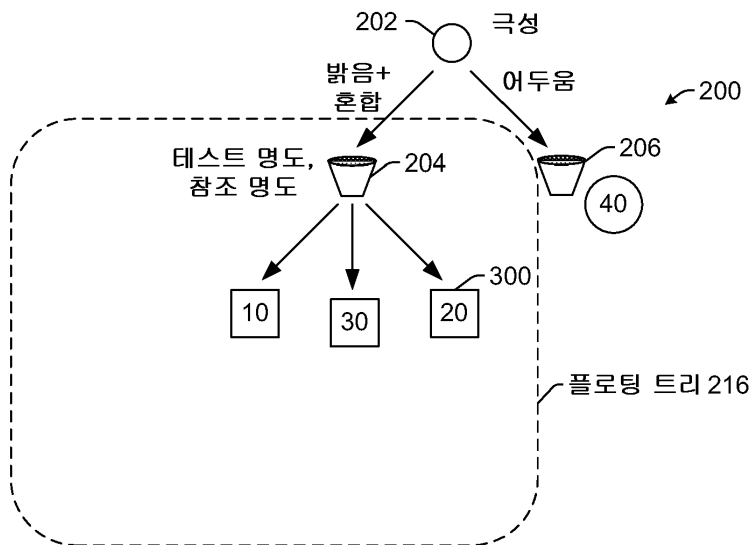 202
극성
밝음+
혼합
어두움
200
테스트 명도,
참조 명도
204
206
40
300
10
30
20
플로팅 트리 216